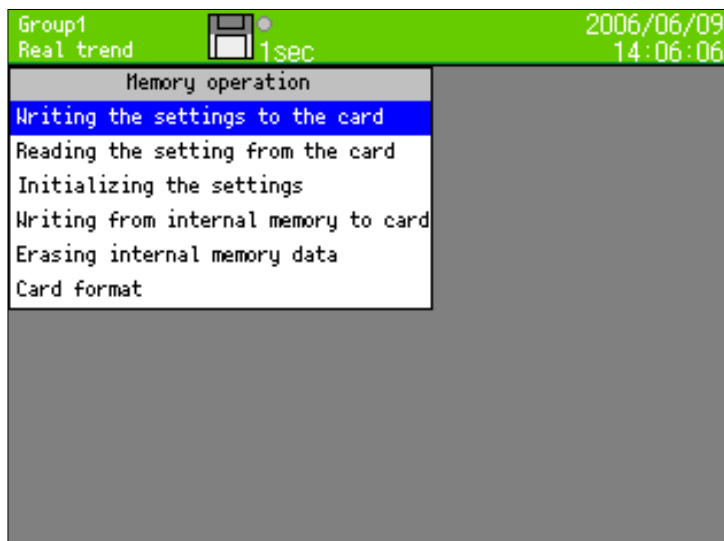 Group1
2006/06/09
Real trend
1sec
14:06:06
Memory operation
Writing the settings to the card
Reading the setting from the card
Initializing the settings
Writing from internal memory to card
Erasing internal memory data
Card format